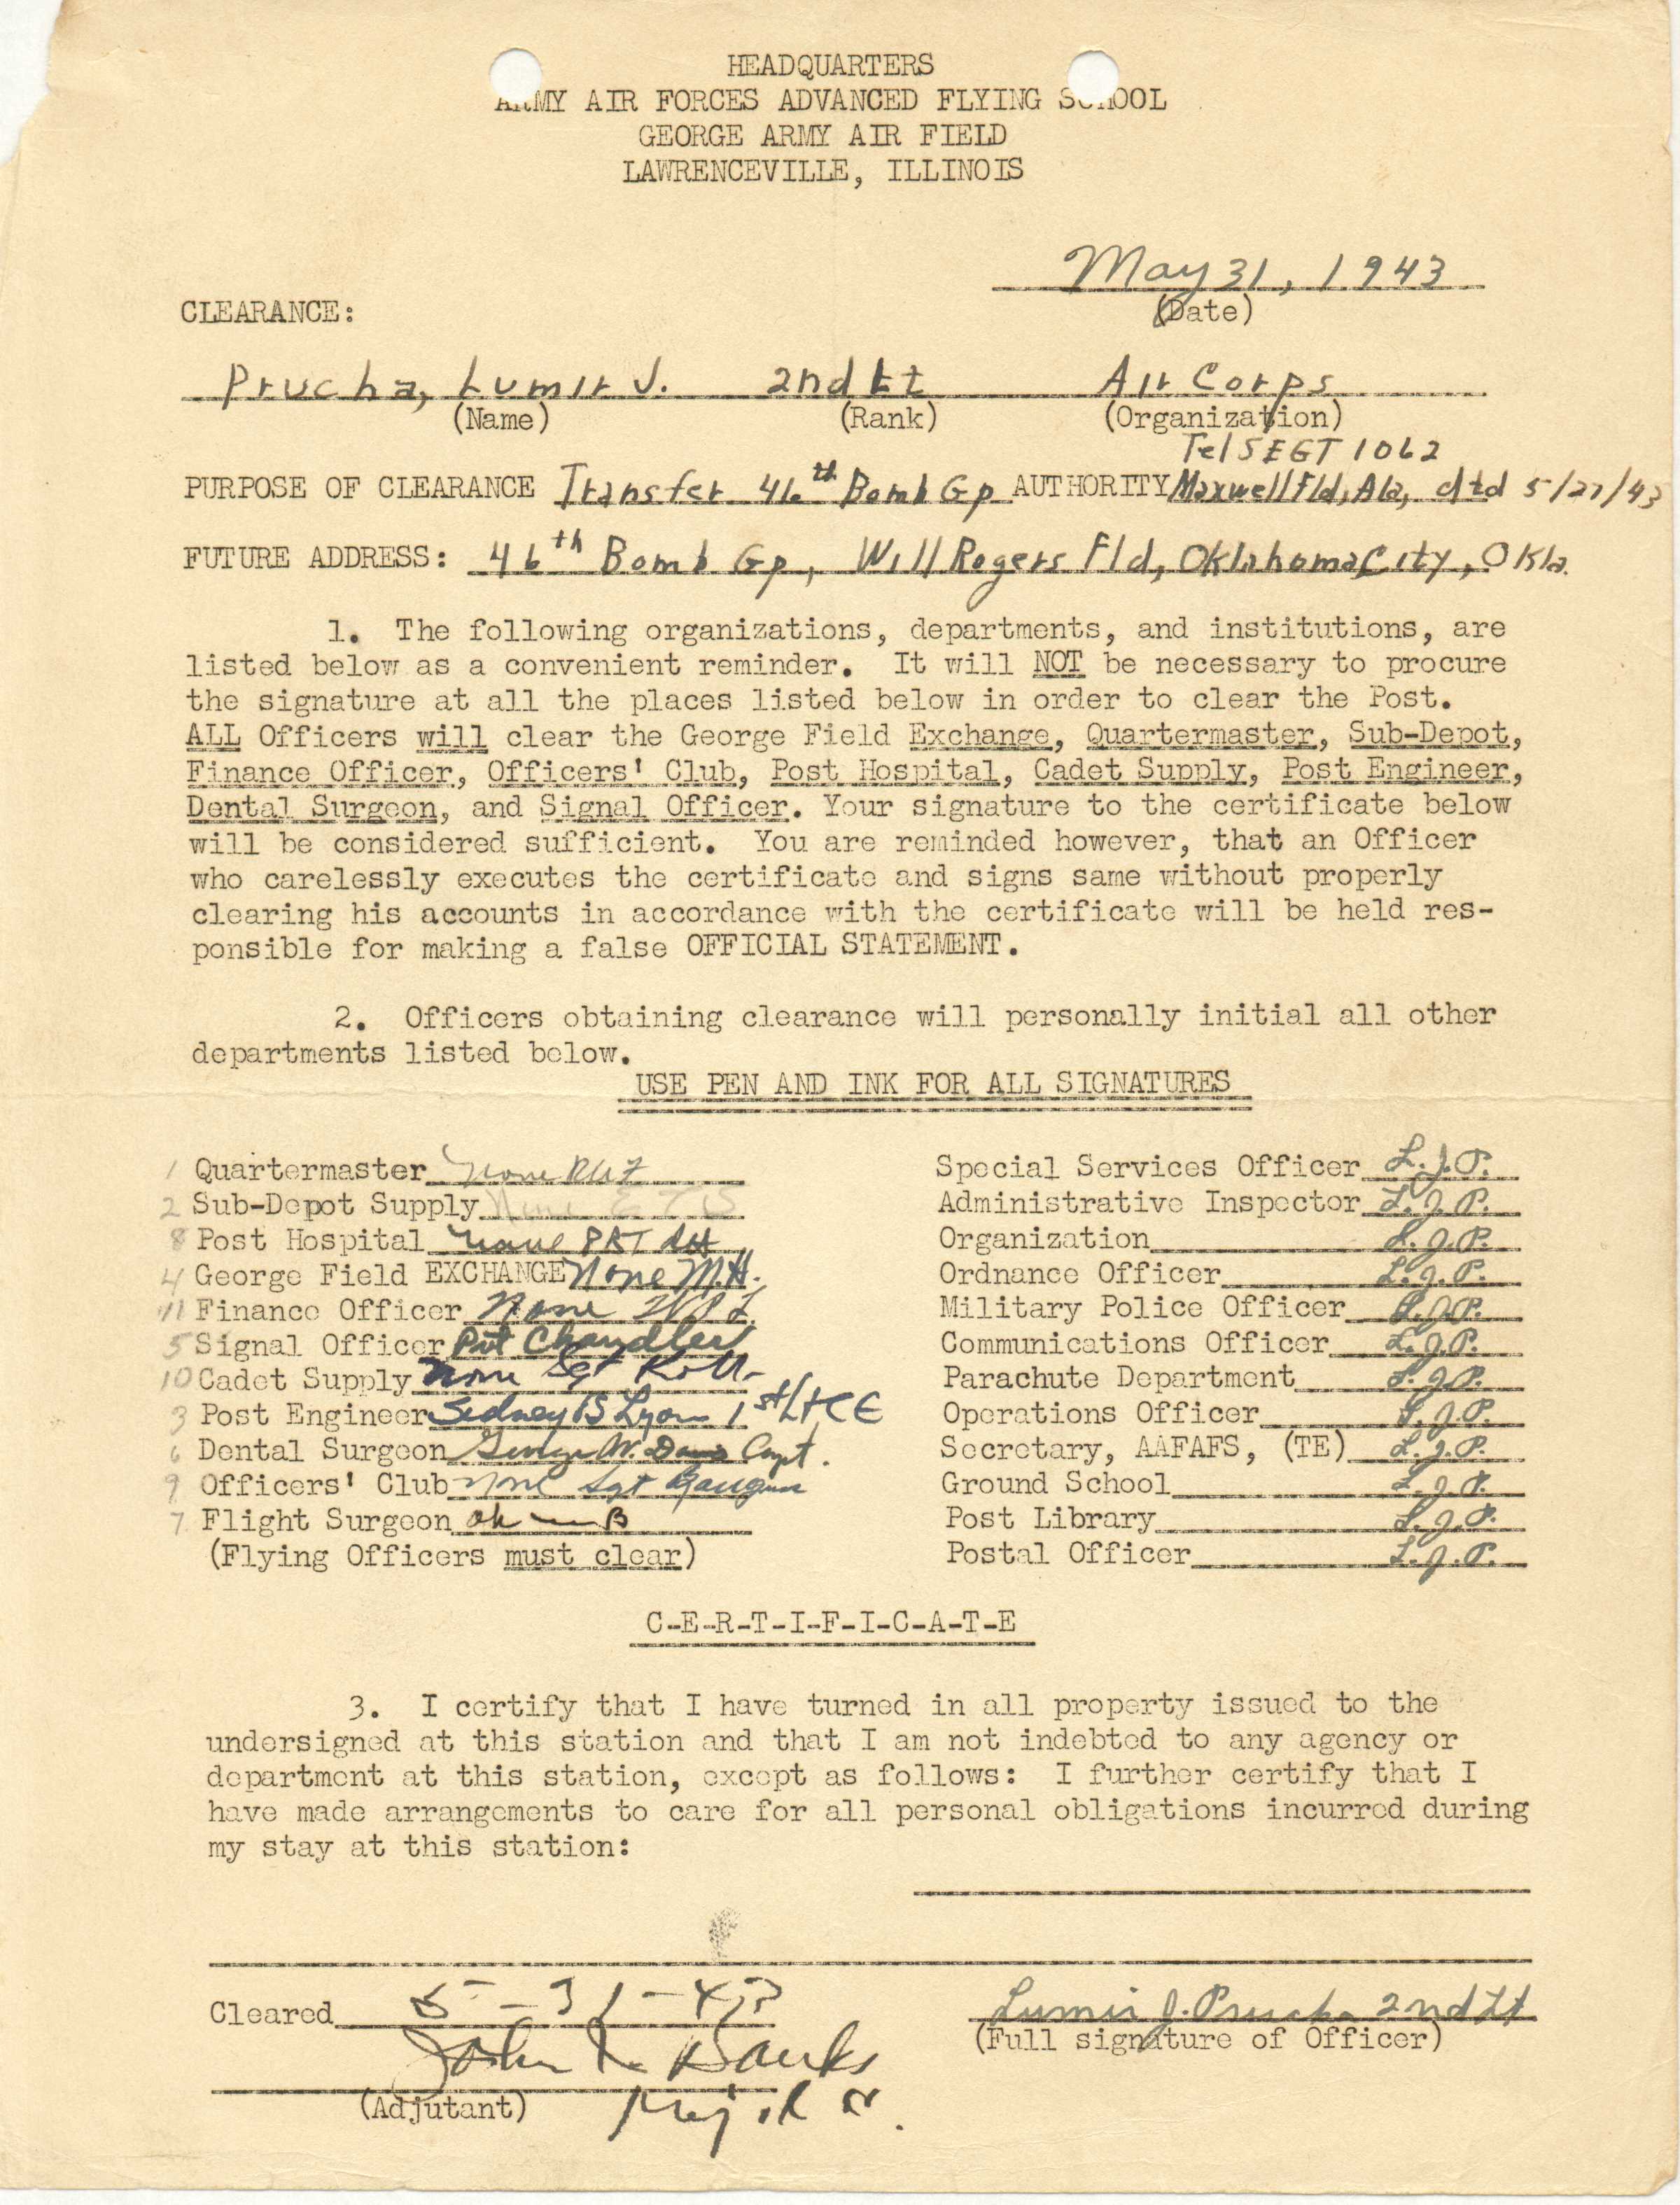 HEADQUARTERS
ARMY AIR FORCES ADVANCED FLYING SCHOOL
GEORGE ARMY AIR FIELD
LAWRENCEVILLE, ILLINOIS
May 31, 1943
CLEARANCE: (Date)
Prucha, Lumir J. 2nd Lt Air Corps
(Name) (Rank) (Organization)
Tel SEGT 1062
PURPOSE OF CLEARANCE Transfer 46th Bomb Gp AUTHORITY Maxwell Fld, Ala, dtd 5/27/43
FUTURE ADDRESS: 46th Bomb Gp, Will Rogers Fld, Oklahoma City, Okla.
1. The following organizations, departments, and institutions, are
listed below as a convenient reminder. It will NOT be necessary to procure
the signature at all the places listed below in order to clear the Post.
ALL Officers will clear the George Field Exchange, Quartermaster, Sub-Depot,
Finance Officer, Officers' Club, Post Hospital, Cadet Supply, Post Engineer,
Dental Surgeon, and Signal Officer. Your signature to the certificate below
will be considered sufficient. You are reminded however, that an Officer
who carelessly executes the certificate and signs same without properly
clearing his accounts in accordance with the certificate will be held res-
ponsible for making a false OFFICIAL STATEMENT.
2. Officers obtaining clearance will personally initial all other
departments listed below.
USE PEN AND INK FOR ALL SIGNATURES
1 Quartermaster None Special Services Officer L.J.P.
2 Sub-Depot Supply None ETS Administrative Inspector L.J.P.
8 Post Hospital None Organization L.J.P.
4 George Field EXCHANGE None M.H. Ordnance Officer L.J.P.
11 Finance Officer None Military Police Officer L.J.P.
5 Signal Officer Pvt Chandler Communications Officer L.J.P.
10 Cadet Supply None Sgt Parachute Department L.J.P.
3 Post Engineer Sidney B Lyons 1st Lt CE Operations Officer L.J.P.
6 Dental Surgeon George W. Davis Capt. Secretary, AAFAFS, (TE) L.J.P.
9 Officers' Club None Sgt Ground School L.J.P.
7 Flight Surgeon Ok Post Library L.J.P.
(Flying Officers must clear) Postal Officer L.J.P.
C-E-R-T-I-F-I-C-A-T-E
3. I certify that I have turned in all property issued to the
undersigned at this station and that I am not indebted to any agency or
department at this station, except as follows: I further certify that I
have made arrangements to care for all personal obligations incurred during
my stay at this station:
Cleared 5-31-43 Lumir J. Prucha 2nd Lt
(Full signature of Officer)
John Banks
(Adjutant) Maj.